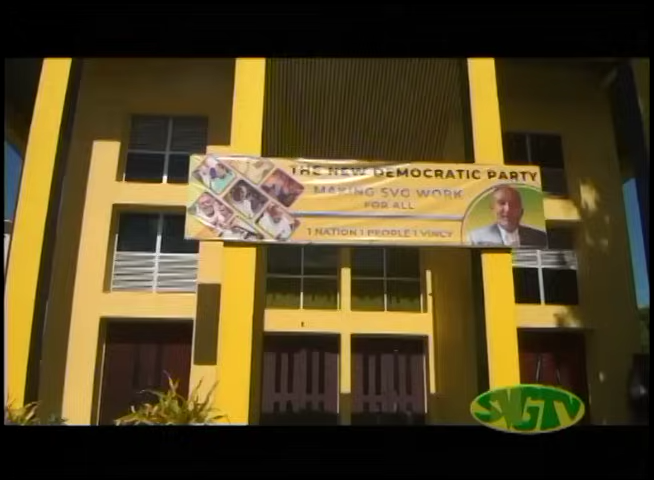 THE NEW DEMOCRATIC PARTY
MAKING SVG WORK
FOR ALL
1 NATION 1 PEOPLE 1 VINCY
SVGTV